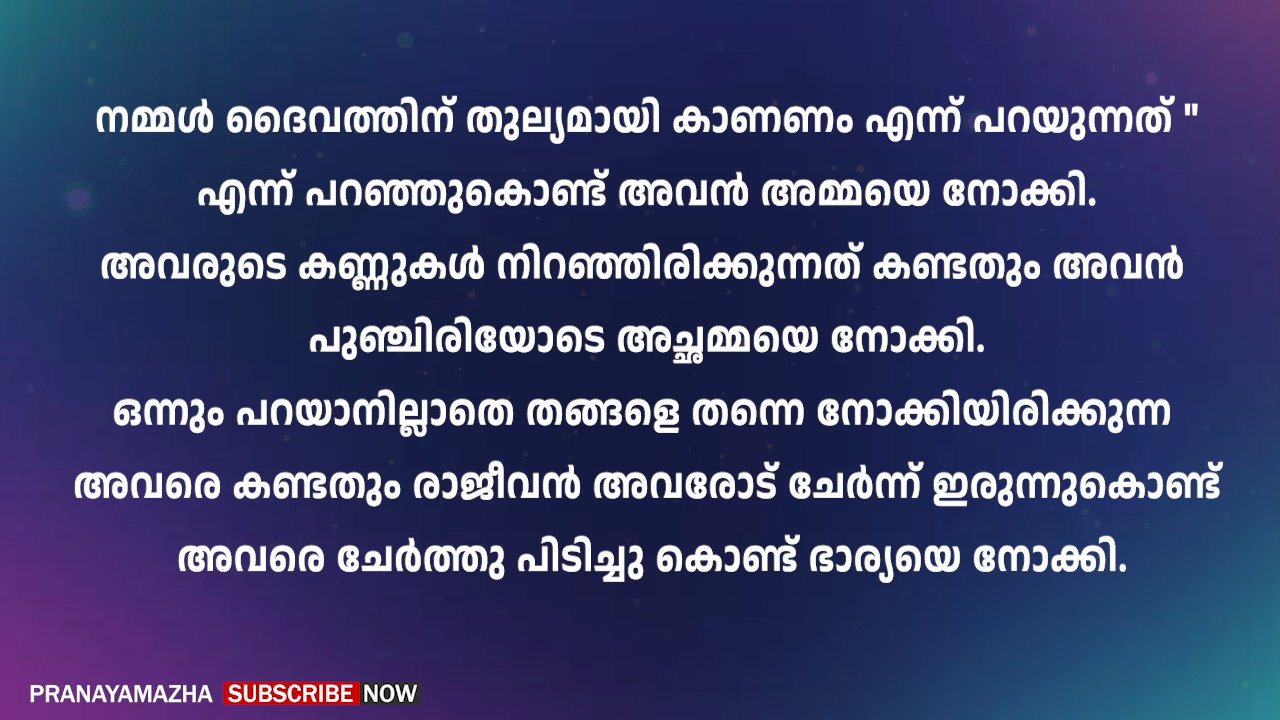 നമ്മൾ ദൈവത്തിന് തുല്യമായി കാണണം എന്ന് പറയുന്നത് "
എന്ന് പറഞ്ഞുകൊണ്ട് അവൻ അമ്മയെ നോക്കി.
അവരുടെ കണ്ണുകൾ നിറഞ്ഞിരിക്കുന്നത് കണ്ടതും അവൻ
പുഞ്ചിരിയോടെ അച്ഛമ്മയെ നോക്കി.
ഒന്നും പറയാനില്ലാതെ തങ്ങളെ തന്നെ നോക്കിയിരിക്കുന്ന
അവരെ കണ്ടതും രാജീവൻ അവരോട് ചേർന്ന് ഇരുന്നുകൊണ്ട്
അവരെ ചേർത്തു പിടിച്ചു കൊണ്ട് ഭാര്യയെ നോക്കി.
PRANAYAMAZHA SUBSCRIBE NOW